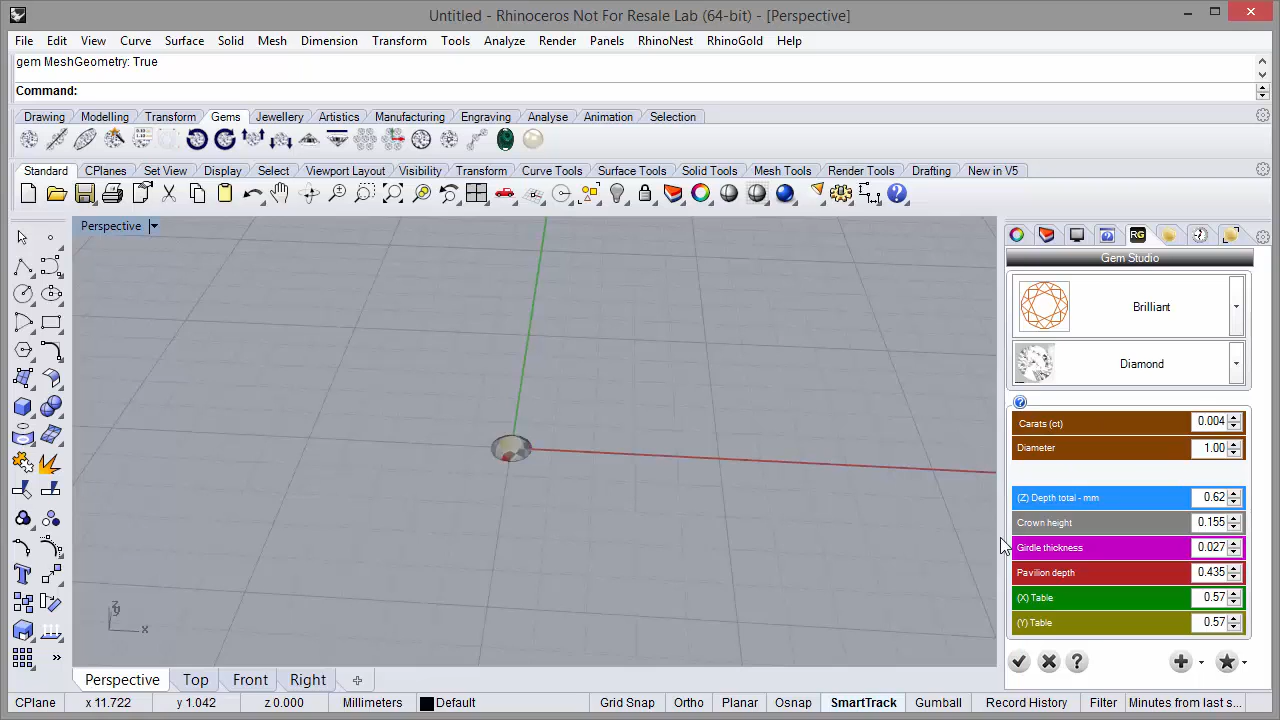 Untitled - Rhinoceros Not For Resale Lab (64-bit) - [Perspective]
File Edit View Curve Surface Solid Mesh Dimension Transform Tools Analyze Render Panels RhinoNest RhinoGold Help
gem MeshGeometry: True
Command:
Drawing Modelling Transform Gems Jewellery Artistics Manufacturing Engraving Analyse Animation Selection
Standard CPlanes Set View Display Select Viewport Layout Visibility Transform Curve Tools Surface Tools Solid Tools Mesh Tools Render Tools Drafting New in V5
Perspective
RG
Gem Studio
Brilliant
Diamond
Carats (ct) 0.004
Diameter 1.00
(Z) Depth total - mm 0.62
Crown height 0.155
Girdle thickness 0.027
Pavilion depth 0.435
(X) Table 0.57
(Y) Table 0.57
z
y
x
Perspective Top Front Right
CPlane x 11.722 y 1.042 z 0.000 Millimeters Default Grid Snap Ortho Planar Osnap SmartTrack Gumball Record History Filter Minutes from last s...